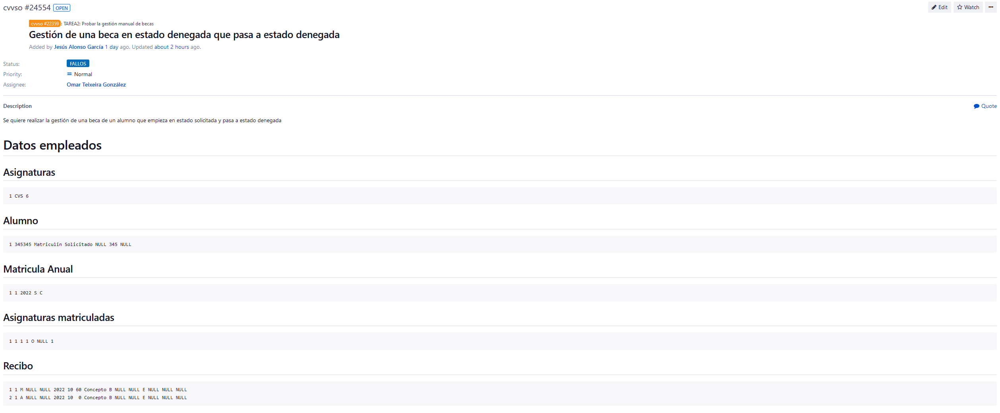 cvvso #24554 OPEN
Edit Watch
cvvso #22359: TAREA2: Probar la gestión manual de becas
Gestión de una beca en estado denegada que pasa a estado denegada
Added by Jesús Alonso García 1 day ago. Updated about 2 hours ago.
Status: FALLOS
Priority: Normal
Assignee: Omar Teixeira González
Description
Quote
Se quiere realizar la gestión de una beca de un alumno que empieza en estado solicitada y pasa a estado denegada
Datos empleados
Asignaturas
1 CVS 6
Alumno
1 345345 Matriculin Solicitado NULL 345 NULL
Matricula Anual
1 1 2022 S C
Asignaturas matriculadas
1 1 1 1 O NULL 1
Recibo
1 1 M NULL NULL 2022 10 60 Concepto B NULL NULL E NULL NULL NULL
2 1 A NULL NULL 2022 10  0 Concepto B NULL NULL E NULL NULL NULL